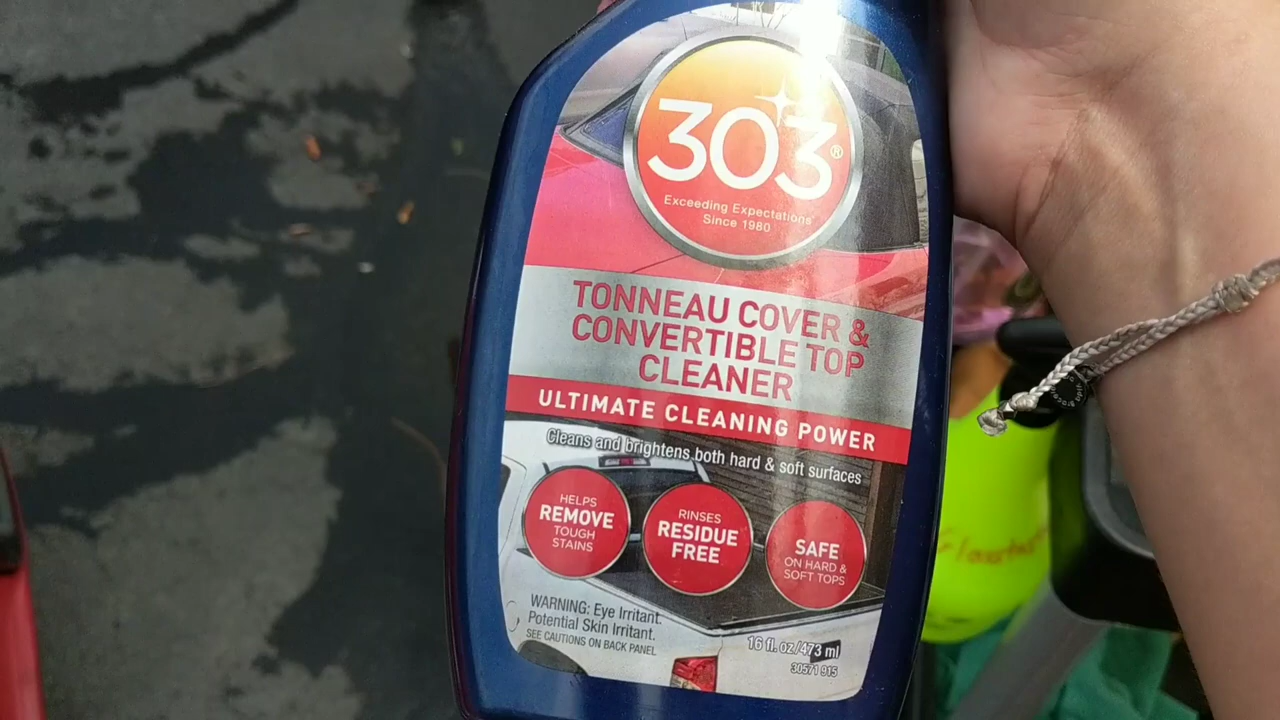 303®
Exceeding Expectations
Since 1980
TONNEAU COVER &
CONVERTIBLE TOP
CLEANER
ULTIMATE CLEANING POWER
Cleans and brightens both hard & soft surfaces
HELPS
REMOVE
TOUGH
STAINS
RINSES
RESIDUE
FREE
SAFE
ON HARD &
SOFT TOPS
WARNING: Eye Irritant.
Potential Skin Irritant.
SEE CAUTIONS ON BACK PANEL
16 fl. oz/473 ml
30571 915